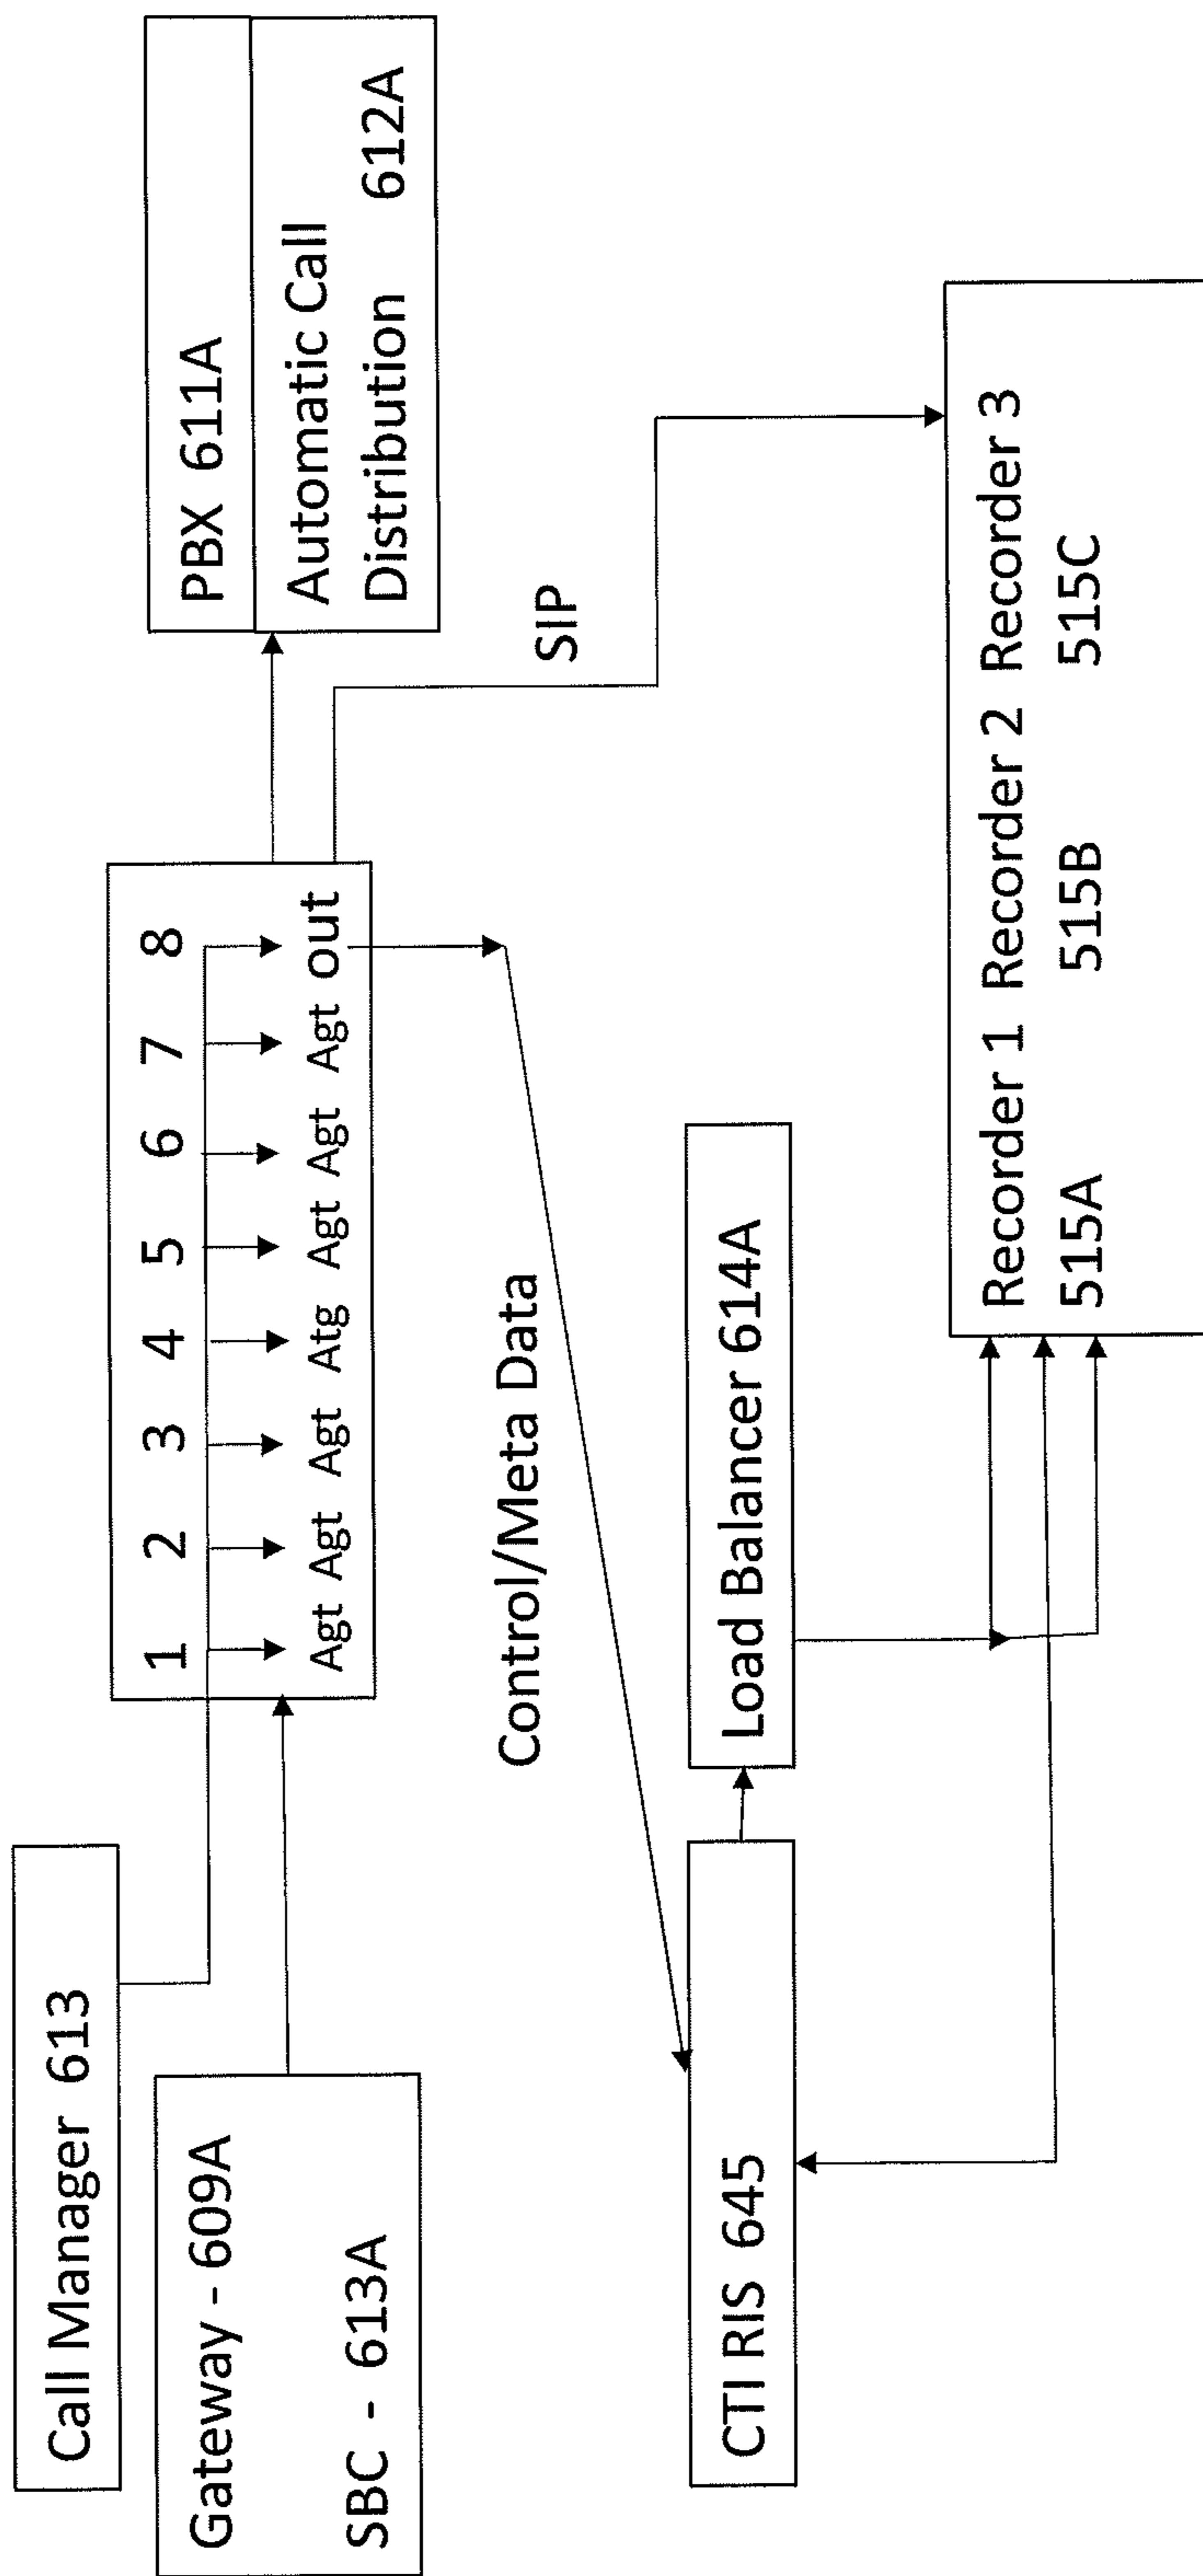 Call Manager 613
Gateway - 609A
SBC - 613A
1 2 3 4 5 6 7 8
Agt Agt Agt Atg Agt Agt Agt out
PBX 611A
Automatic Call
Distribution 612A
SIP
Control/Meta Data
CTI RIS 645
Load Balancer 614A
Recorder 1 Recorder 2 Recorder 3
515A 515B 515C